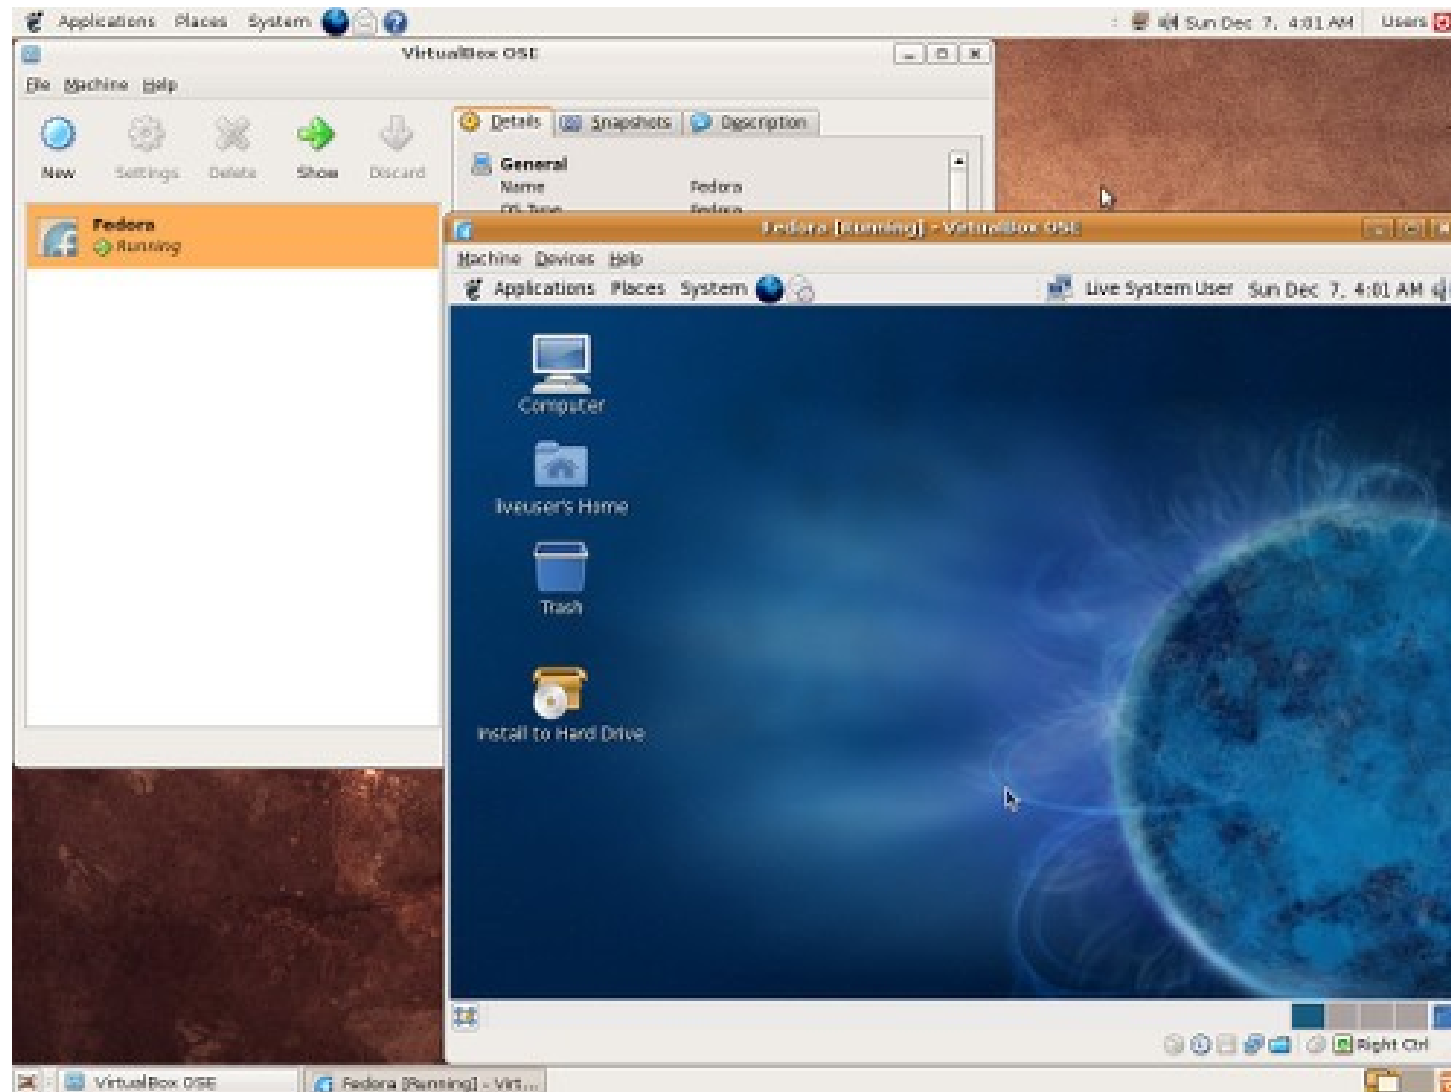 Applications Places System Sun Dec 7, 4:01 AM Users
VirtualBox OSE
File Machine Help
New Settings Delete Show Discard
Details Snapshots Description
General
Name Fedora
OS Type Fedora
Fedora
Running
Fedora [Running] - VirtualBox OSE
Machine Devices Help
Applications Places System Live System User Sun Dec 7, 4:01 AM
Computer
liveuser's Home
Trash
Install to Hard Drive
Right Ctrl
VirtualBox OSE Fedora [Running] - Virt...